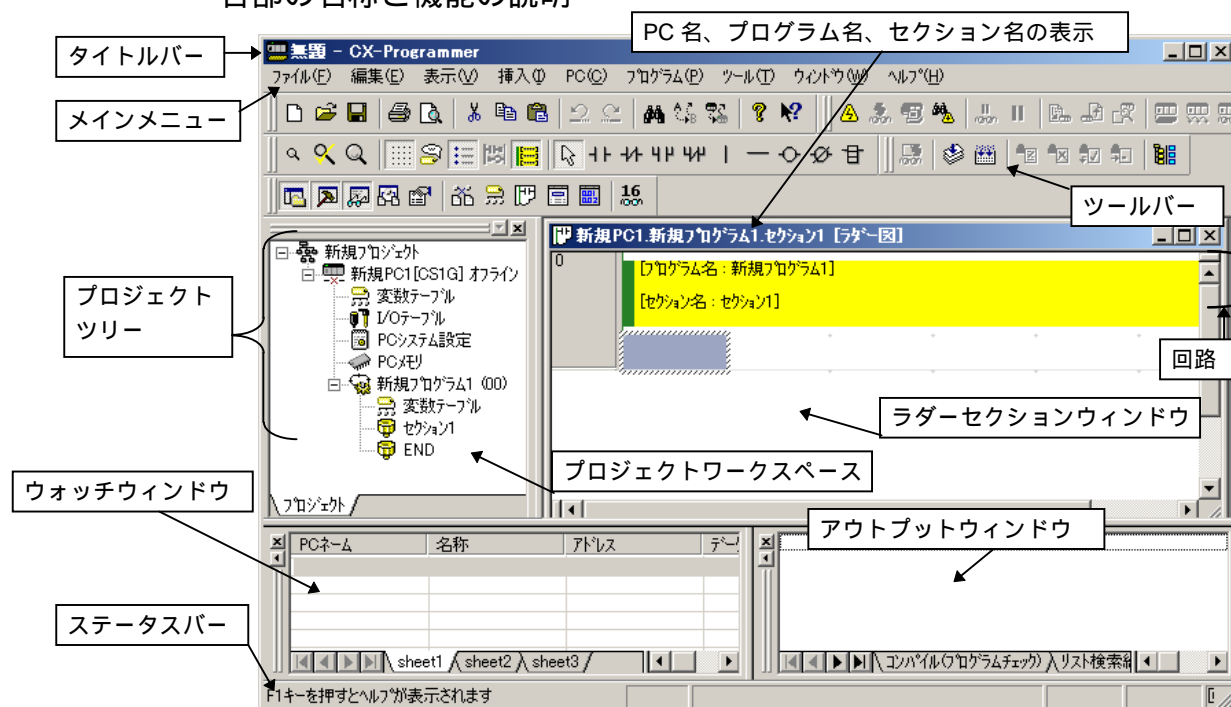 各部の名称と機能の説明
PC 名、プログラム名、セクション名の表示
タイトルバー
無題 - CX-Programmer
ファイル(F) 編集(E) 表示(V) 挿入(I) PC(C) プログラム(P) ツール(T) ウィンドウ(W) ヘルプ(H)
メインメニュー
16
ツールバー
新規PC1.新規プログラム1.セクション1 [ラダー図]
新規プロジェクト
新規PC1[CS1G] オフライン
変数テーブル
I/Oテーブル
PCシステム設定
PCメモリ
新規プログラム1 (00)
変数テーブル
セクション1
END
プロジェクト
プロジェクト
ツリー
0
[プログラム名 : 新規プログラム1]
[セクション名 : セクション1]
回路
ラダーセクションウィンドウ
プロジェクトワークスペース
ウォッチウィンドウ
アウトプットウィンドウ
PCネーム 名称 アドレス
sheet1 sheet2 sheet3
コンパイル(プログラムチェック) リスト検索
ステータスバー
F1キーを押すとヘルプが表示されます